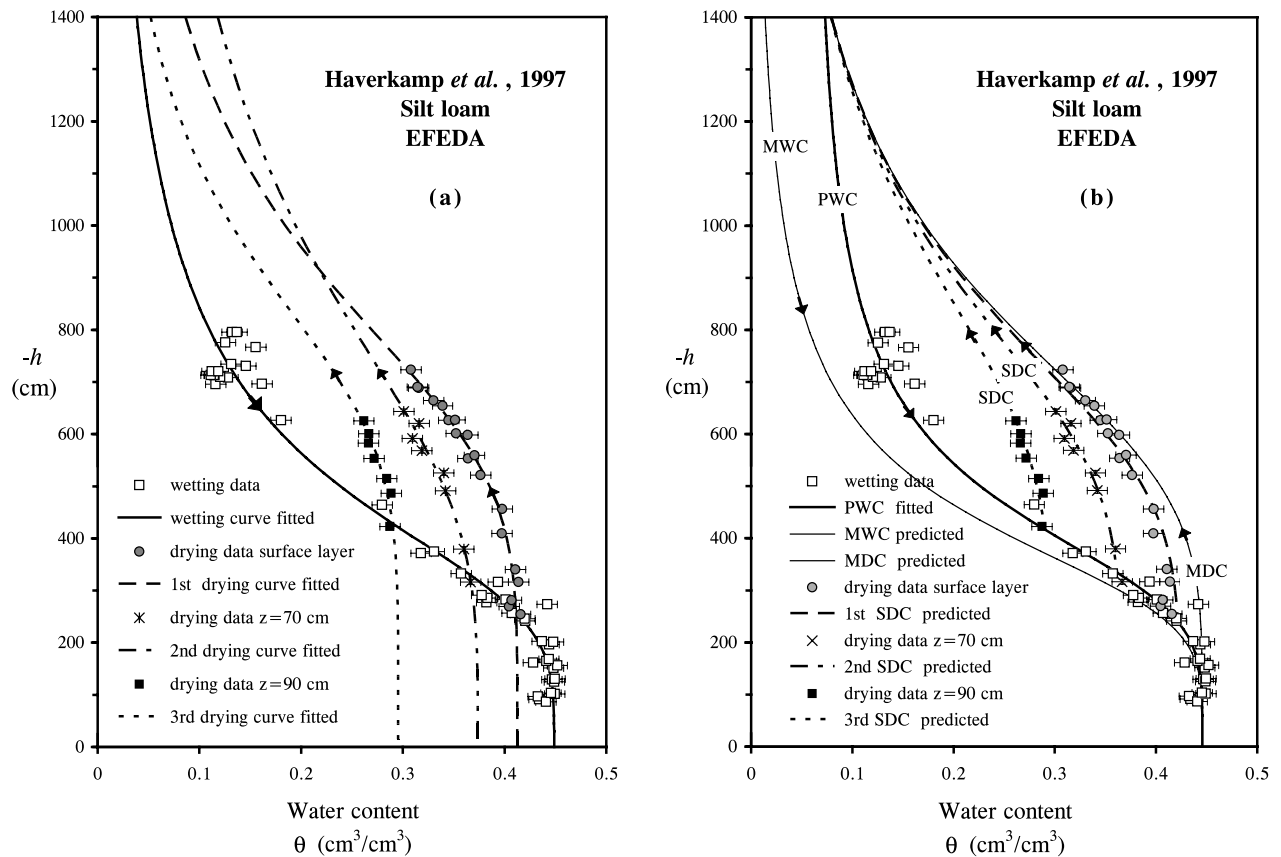 1400
1200
1000
800
600
400
200
0
-h
(cm)
Haverkamp et al. , 1997
Silt loam
EFEDA
(a)
wetting data
wetting curve fitted
drying data surface layer
1st drying curve fitted
drying data z=70 cm
2nd drying curve fitted
drying data z=90 cm
3rd drying curve fitted
0 0.1 0.2 0.3 0.4 0.5
Water content
θ (cm³/cm³)
1400
1200
1000
800
600
400
200
0
-h
(cm)
Haverkamp et al. , 1997
Silt loam
EFEDA
(b)
MWC
PWC
SDC
SDC
MDC
wetting data
PWC fitted
MWC predicted
MDC predicted
drying data surface layer
1st SDC predicted
drying data z=70 cm
2nd SDC predicted
drying data z=90 cm
3rd SDC predicted
0 0.1 0.2 0.3 0.4 0.5
Water content
θ (cm³/cm³)